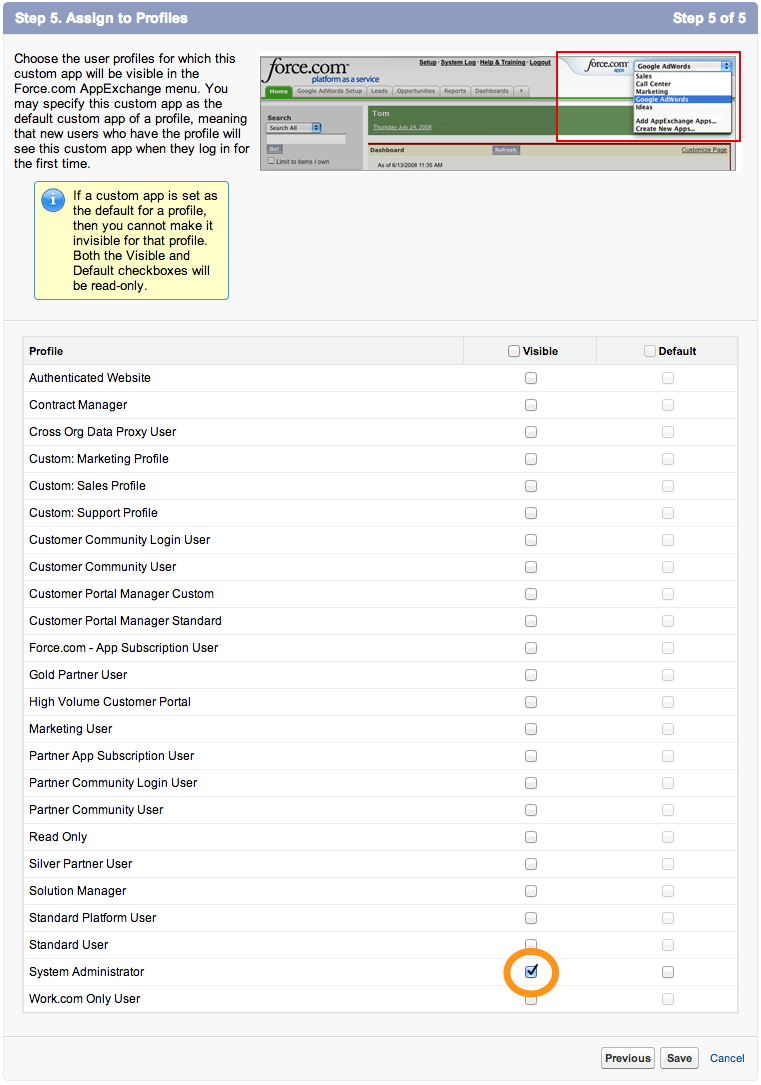 Step 5. Assign to Profiles
Step 5 of 5
Choose the user profiles for which this
custom app will be visible in the
Force.com AppExchange menu. You
may specify this custom app as the
default custom app of a profile, meaning
that new users who have the profile will
see this custom app when they log in for
the first time.
If a custom app is set as
the default for a profile,
then you cannot make it
invisible for that profile.
Both the Visible and
Default checkboxes will
be read-only.
force.com
platform as a service
Setup · System Log · Help & Training · Logout
force.com
apps
Google AdWords
Sales
Call Center
Marketing
Google AdWords
Ideas
Add AppExchange Apps...
Create New Apps...
Home Google AdWords Setup Leads Opportunities Reports Dashboards
Search
Search All
Go!
Limit to items I own
Tom
Thursday July 24, 2008
Dashboard Refresh Customize Page
As of 6/13/2008 11:35 AM
Profile Visible Default
Authenticated Website
Contract Manager
Cross Org Data Proxy User
Custom: Marketing Profile
Custom: Sales Profile
Custom: Support Profile
Customer Community Login User
Customer Community User
Customer Portal Manager Custom
Customer Portal Manager Standard
Force.com - App Subscription User
Gold Partner User
High Volume Customer Portal
Marketing User
Partner App Subscription User
Partner Community Login User
Partner Community User
Read Only
Silver Partner User
Solution Manager
Standard Platform User
Standard User
System Administrator
Work.com Only User
Previous Save Cancel